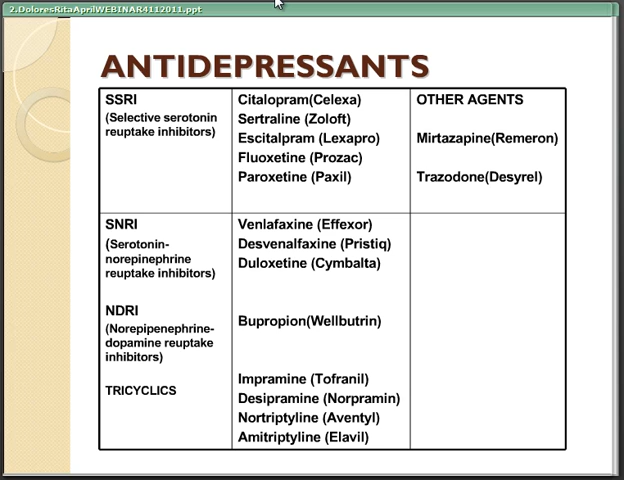 2.DoloresRitaAprilWEBINAR4112011.ppt
ANTIDEPRESSANTS
SSRI
(Selective serotonin
reuptake inhibitors)
Citalopram(Celexa)
Sertraline (Zoloft)
Escitalpram (Lexapro)
Fluoxetine (Prozac)
Paroxetine (Paxil)
OTHER AGENTS
Mirtazapine(Remeron)
Trazodone(Desyrel)
SNRI
(Serotonin-
norepinephrine
reuptake inhibitors)
Venlafaxine (Effexor)
Desvenalfaxine (Pristiq)
Duloxetine (Cymbalta)
NDRI
(Norepipenephrine-
dopamine reuptake
inhibitors)
Bupropion(Wellbutrin)
TRICYCLICS
Impramine (Tofranil)
Desipramine (Norpramin)
Nortriptyline (Aventyl)
Amitriptyline (Elavil)